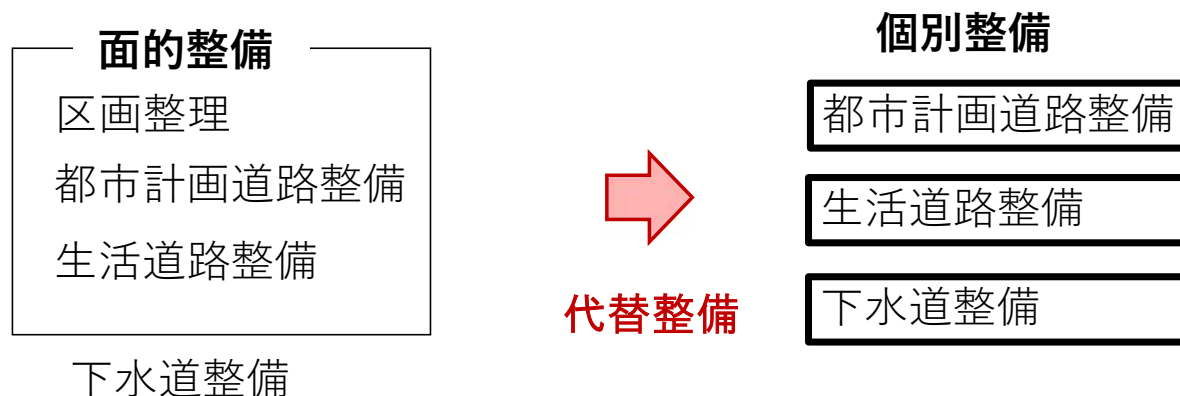 面的整備
区画整理
都市計画道路整備
生活道路整備
下水道整備
代替整備
個別整備
都市計画道路整備
生活道路整備
下水道整備